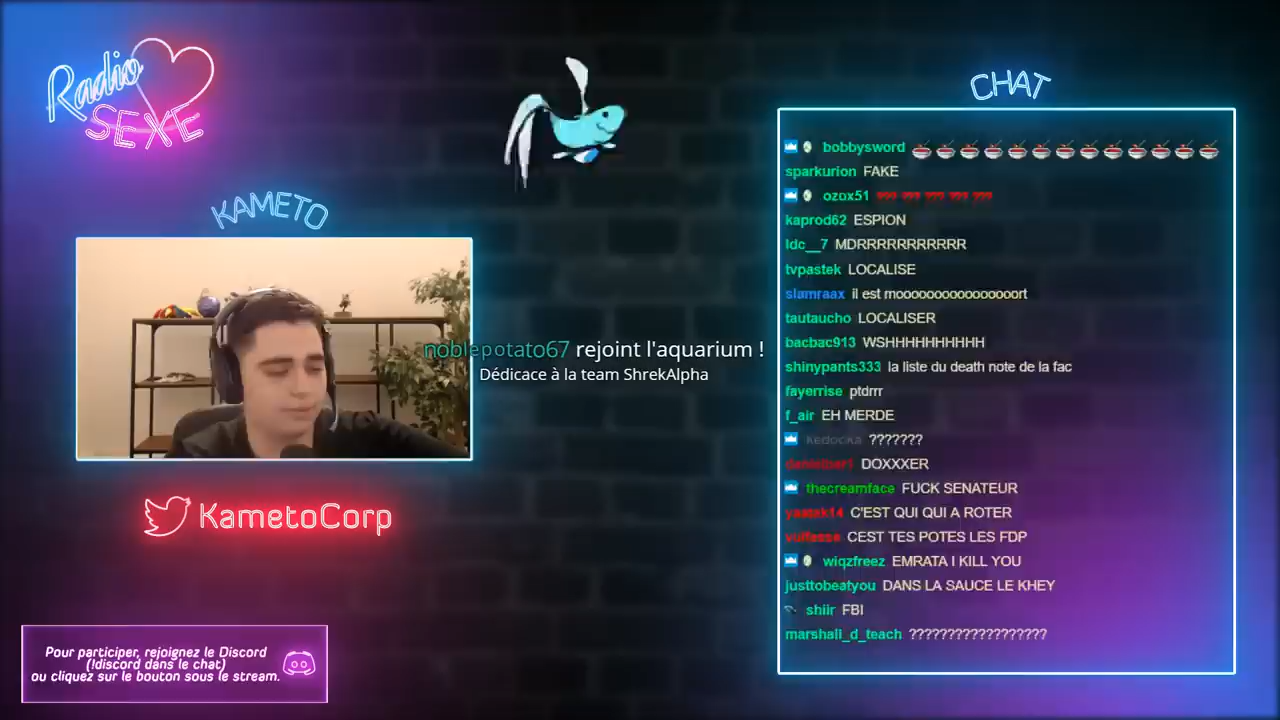 Radio
SEXE
KAMETO
noblepotato67 rejoint l'aquarium !
Dédicace à la team ShrekAlpha
KametoCorp
Pour participer, rejoignez le Discord
(!discord dans le chat)
ou cliquez sur le bouton sous le stream.
CHAT
bobbysword
sparkurion FAKE
ozox51 ??? ??? ??? ??? ???
kaprod62 ESPION
ldc__7 MDRRRRRRRRRRR
tvpastek LOCALISE
slamraax il est mooooooooooooooort
tautaucho LOCALISER
bacbac913 WSHHHHHHHHHH
shinypants333 la liste du death note de la fac
fayerrise ptdrrr
f_air EH MERDE
Kedocka ???????
DOXXXER
thecreamface FUCK SENATEUR
yastek14 C'EST QUI QUI A ROTER
CEST TES POTES LES FDP
wiqzfreez EMRATA I KILL YOU
justtobeatyou DANS LA SAUCE LE KHEY
shiir FBI
marshall_d_teach ??????????????????